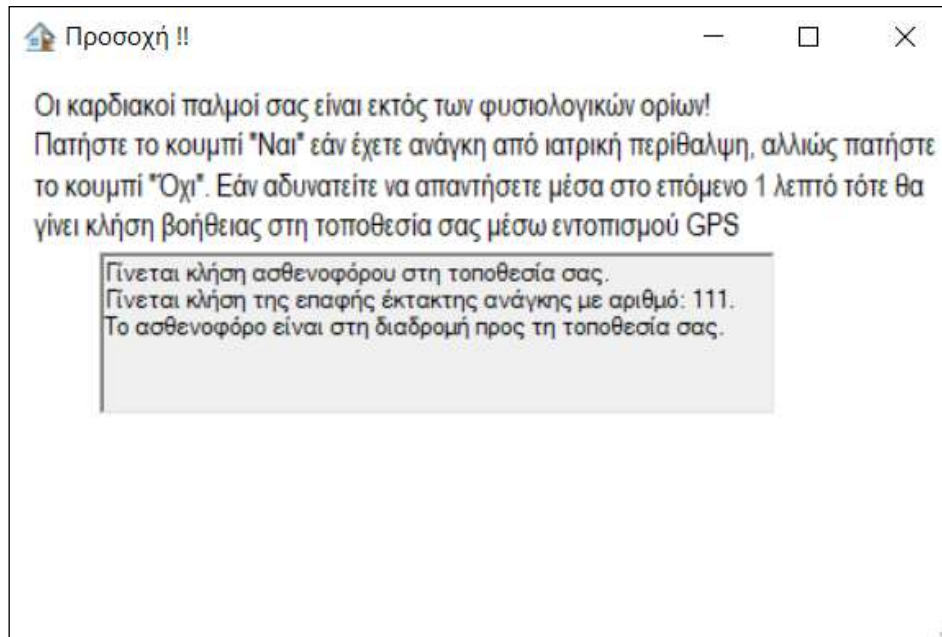 Προσοχή !!
Οι καρδιακοί παλμοί σας είναι εκτός των φυσιολογικών ορίων!
Πατήστε το κουμπί "Ναι" εάν έχετε ανάγκη από ιατρική περίθαλψη, αλλιώς πατήστε
το κουμπί "Όχι". Εάν αδυνατείτε να απαντήσετε μέσα στο επόμενο 1 λεπτό τότε θα
γίνει κλήση βοήθειας στη τοποθεσία σας μέσω εντοπισμού GPS
Γίνεται κλήση ασθενοφόρου στη τοποθεσία σας.
Γίνεται κλήση της επαφής έκτακτης ανάγκης με αριθμό: 111.
Το ασθενοφόρο είναι στη διαδρομή προς τη τοποθεσία σας.